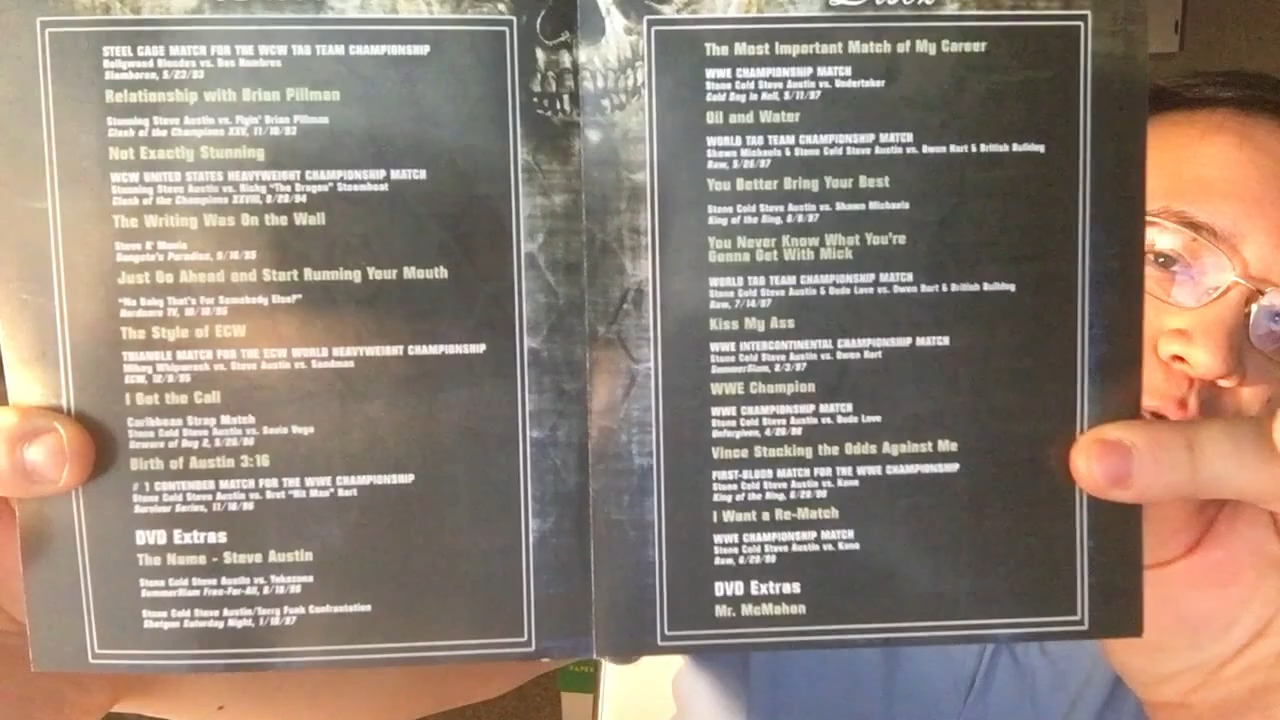 STEEL CAGE MATCH FOR THE WCW TAG TEAM CHAMPIONSHIP
Hollywood Blondes vs. Dos Hombres
Slamboree, 5/23/93
Relationship with Brian Pillman
Stunning Steve Austin vs. Flyin' Brian Pillman
Clash of the Champions XXV, 11/10/93
Not Exactly Stunning
WCW UNITED STATES HEAVYWEIGHT CHAMPIONSHIP MATCH
Stunning Steve Austin vs. Ricky "The Dragon" Steamboat
Clash of the Champions XXVIII, 8/28/94
The Writing Was On the Wall
Steve A' Mania
Gangsta's Paradise, 9/16/95
Just Go Ahead and Start Running Your Mouth
"No Baby That's For Somebody Else!"
Hardcore TV, 10/10/95
The Style of ECW
TRIANGLE MATCH FOR THE ECW WORLD HEAVYWEIGHT CHAMPIONSHIP
Mikey Whipwreck vs. Steve Austin vs. Sandman
ECW, 12/9/95
I Got the Call
Caribbean Strap Match
Stone Cold Steve Austin vs. Savio Vega
Beware of Dog 2, 5/28/96
Birth of Austin 3:16
# 1 CONTENDER MATCH FOR THE WWE CHAMPIONSHIP
Stone Cold Steve Austin vs. Bret "Hit Man" Hart
Survivor Series, 11/16/96
DVD Extras
The Name - Steve Austin
Stone Cold Steve Austin vs. Yokozuna
SummerSlam Free-For-All, 8/18/96
Stone Cold Steve Austin/Terry Funk Confrontation
Shotgun Saturday Night, 1/18/97
The Most Important Match of My Career
WWE CHAMPIONSHIP MATCH
Stone Cold Steve Austin vs. Undertaker
Cold Day in Hell, 5/11/97
Oil and Water
WORLD TAG TEAM CHAMPIONSHIP MATCH
Shawn Michaels & Stone Cold Steve Austin vs. Owen Hart & British Bulldog
Raw, 5/26/97
You Better Bring Your Best
Stone Cold Steve Austin vs. Shawn Michaels
King of the Ring, 6/8/97
You Never Know What You're
Gonna Get With Mick
WORLD TAG TEAM CHAMPIONSHIP MATCH
Stone Cold Steve Austin & Dude Love vs. Owen Hart & British Bulldog
Raw, 7/14/97
Kiss My Ass
WWE INTERCONTINENTAL CHAMPIONSHIP MATCH
Stone Cold Steve Austin vs. Owen Hart
SummerSlam, 8/3/97
WWE Champion
WWE CHAMPIONSHIP MATCH
Stone Cold Steve Austin vs. Dude Love
Unforgiven, 4/26/98
Vince Stacking the Odds Against Me
FIRST-BLOOD MATCH FOR THE WWE CHAMPIONSHIP
Stone Cold Steve Austin vs. Kane
King of the Ring, 6/28/98
I Want a Re-Match
WWE CHAMPIONSHIP MATCH
Stone Cold Steve Austin vs. Kane
Raw, 6/29/98
DVD Extras
Mr. McMahon